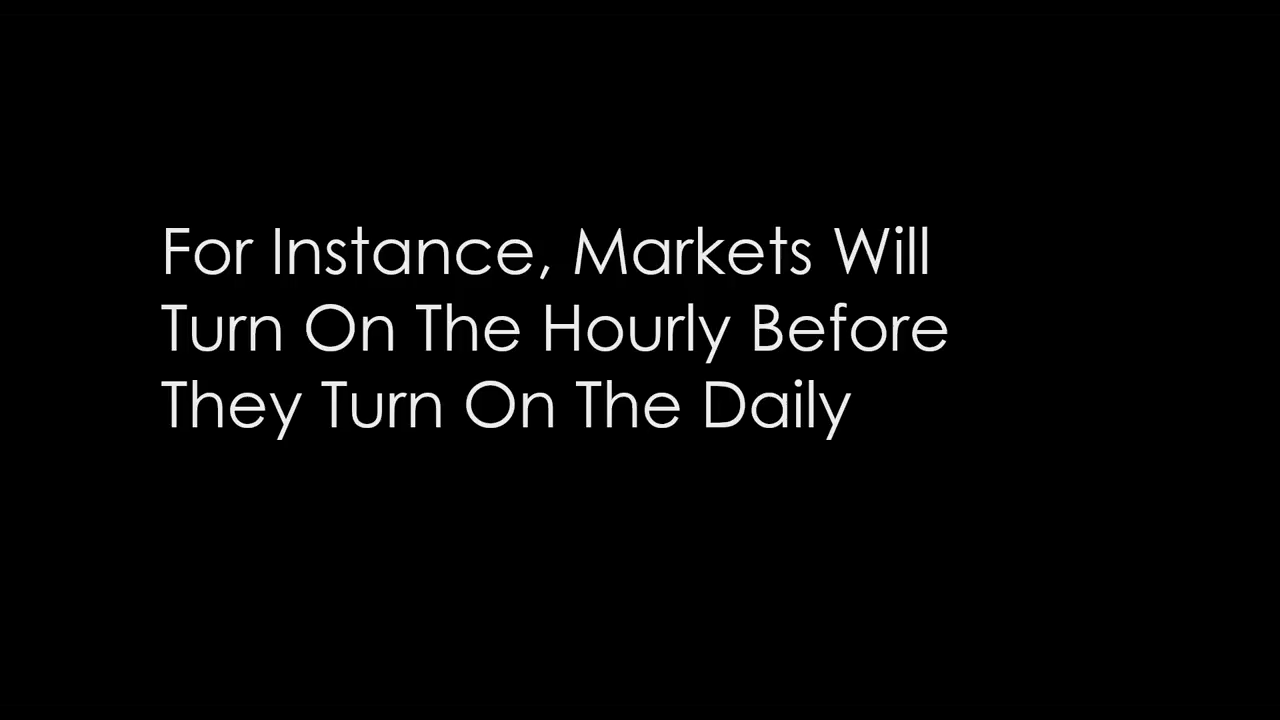 For Instance, Markets Will
Turn On The Hourly Before
They Turn On The Daily